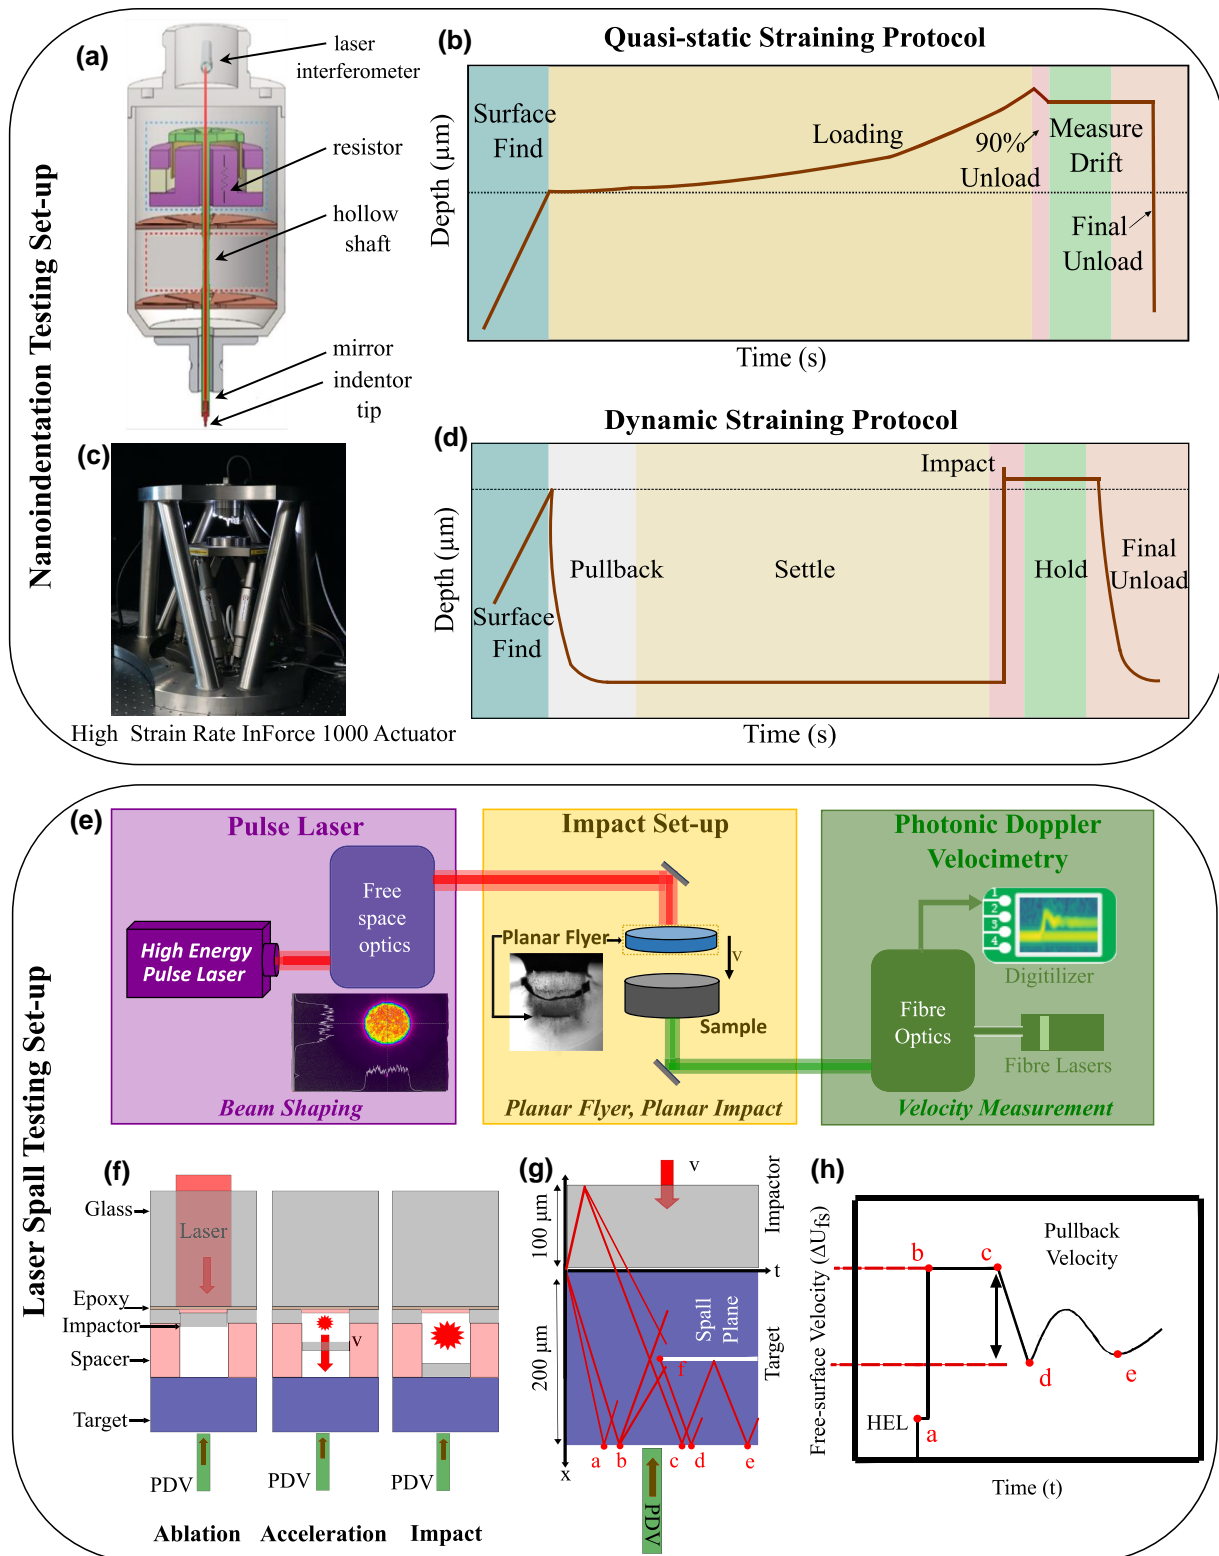 Nanoindentation Testing Set-up
(a)
laser
interferometer
resistor
hollow
shaft
mirror
indentor
tip
(b)
Quasi-static Straining Protocol
Depth (μm)
Surface
Find
Loading
90%
Unload
Measure
Drift
Final
Unload
Time (s)
(c)
High Strain Rate InForce 1000 Actuator
(d)
Dynamic Straining Protocol
Depth (μm)
Surface
Find
Pullback
Settle
Impact
Hold
Final
Unload
Time (s)
Laser Spall Testing Set-up
(e)
Pulse Laser
High Energy
Pulse Laser
Free
space
optics
Beam Shaping
Impact Set-up
Planar Flyer
v
Sample
Planar Flyer, Planar Impact
Photonic Doppler
Velocimetry
1
2
3
4
Digitilizer
Fibre
Optics
Fibre Lasers
Velocity Measurement
(f)
Glass
Laser
Epoxy
Impactor
Spacer
Target
v
PDV
PDV
PDV
Ablation
Acceleration
Impact
(g)
v
100 μm
Impactor
t
200 μm
Spall
Plane
Target
f
x
a
b
c
d
e
PDV
(h)
Free-surface Velocity (ΔUfs)
Pullback
Velocity
b
c
d
e
HEL
a
Time (t)